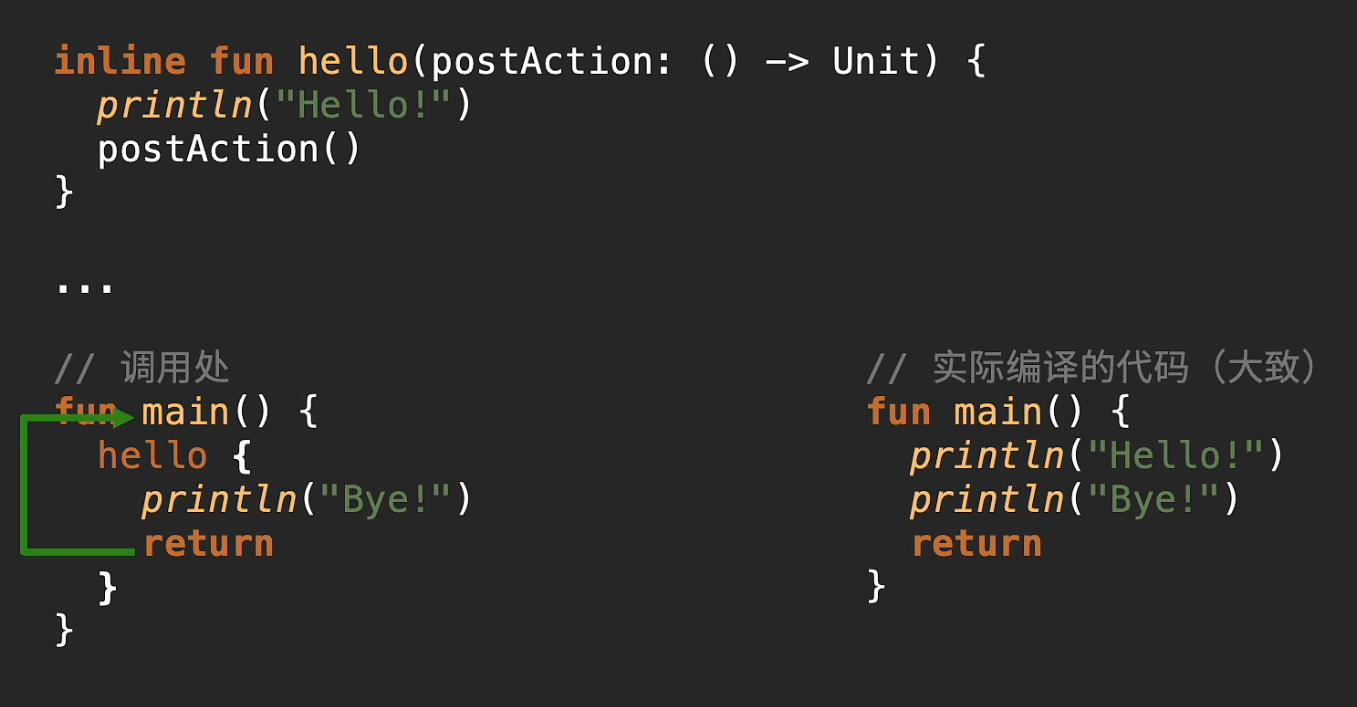 inline fun hello(postAction: () -> Unit) {
  println("Hello!")
  postAction()
}
...
// 调用处
fun main() {
  hello {
    println("Bye!")
    return
  }
}
// 实际编译的代码（大致）
fun main() {
  println("Hello!")
  println("Bye!")
  return
}